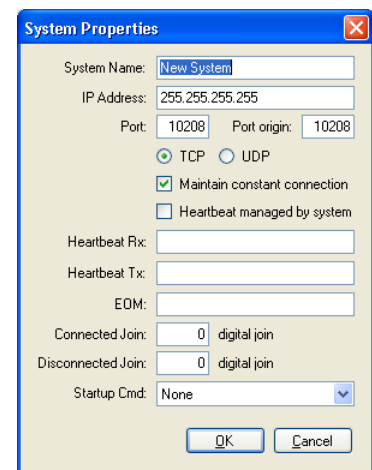 System Properties
System Name: New System
IP Address: 255.255.255.255
Port: 10208 Port origin: 10208
TCP UDP
Maintain constant connection
Heartbeat managed by system
Heartbeat Rx:
Heartbeat Tx:
EOM:
Connected Join: 0 digital join
Disconnected Join: 0 digital join
Startup Cmd: None
OK Cancel